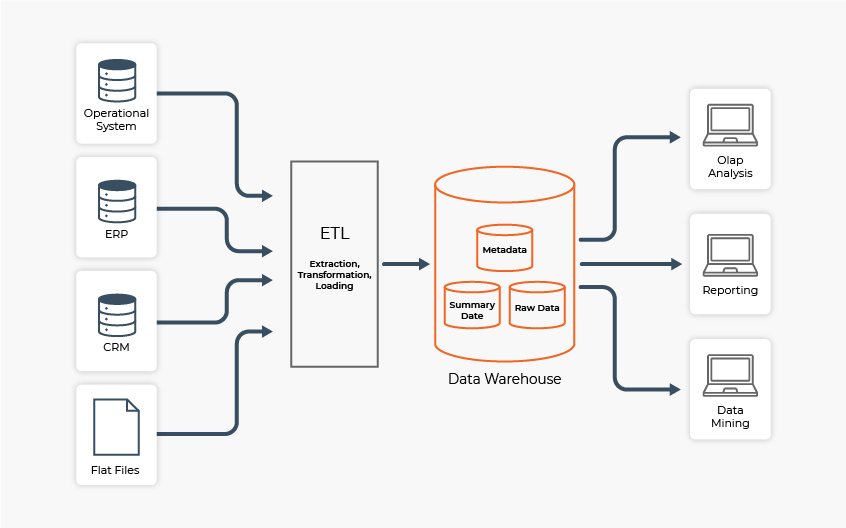 Operational
System
ERP
CRM
Flat Files
ETL
Extraction,
Transformation,
Loading
Metadata
Summary
Date
Raw Data
Data Warehouse
Olap
Analysis
Reporting
Data
Mining